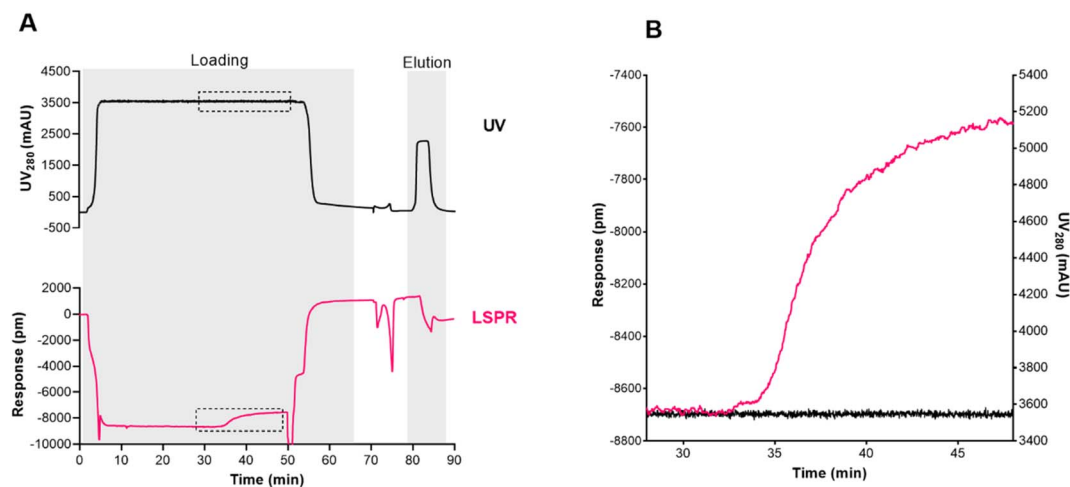 A
Loading
Elution
4500
3500
2500
1500
500
-500
UV280 (mAU)
UV
2000
0
-2000
-4000
-6000
-8000
-10000
Response (pm)
LSPR
0 10 20 30 40 50 60 70 80 90
Time (min)
B
-7400
-7600
-7800
-8000
-8200
-8400
-8600
-8800
Response (pm)
5400
5200
5000
4800
4600
4400
4200
4000
3800
3600
3400
UV280 (mAU)
30 35 40 45
Time (min)